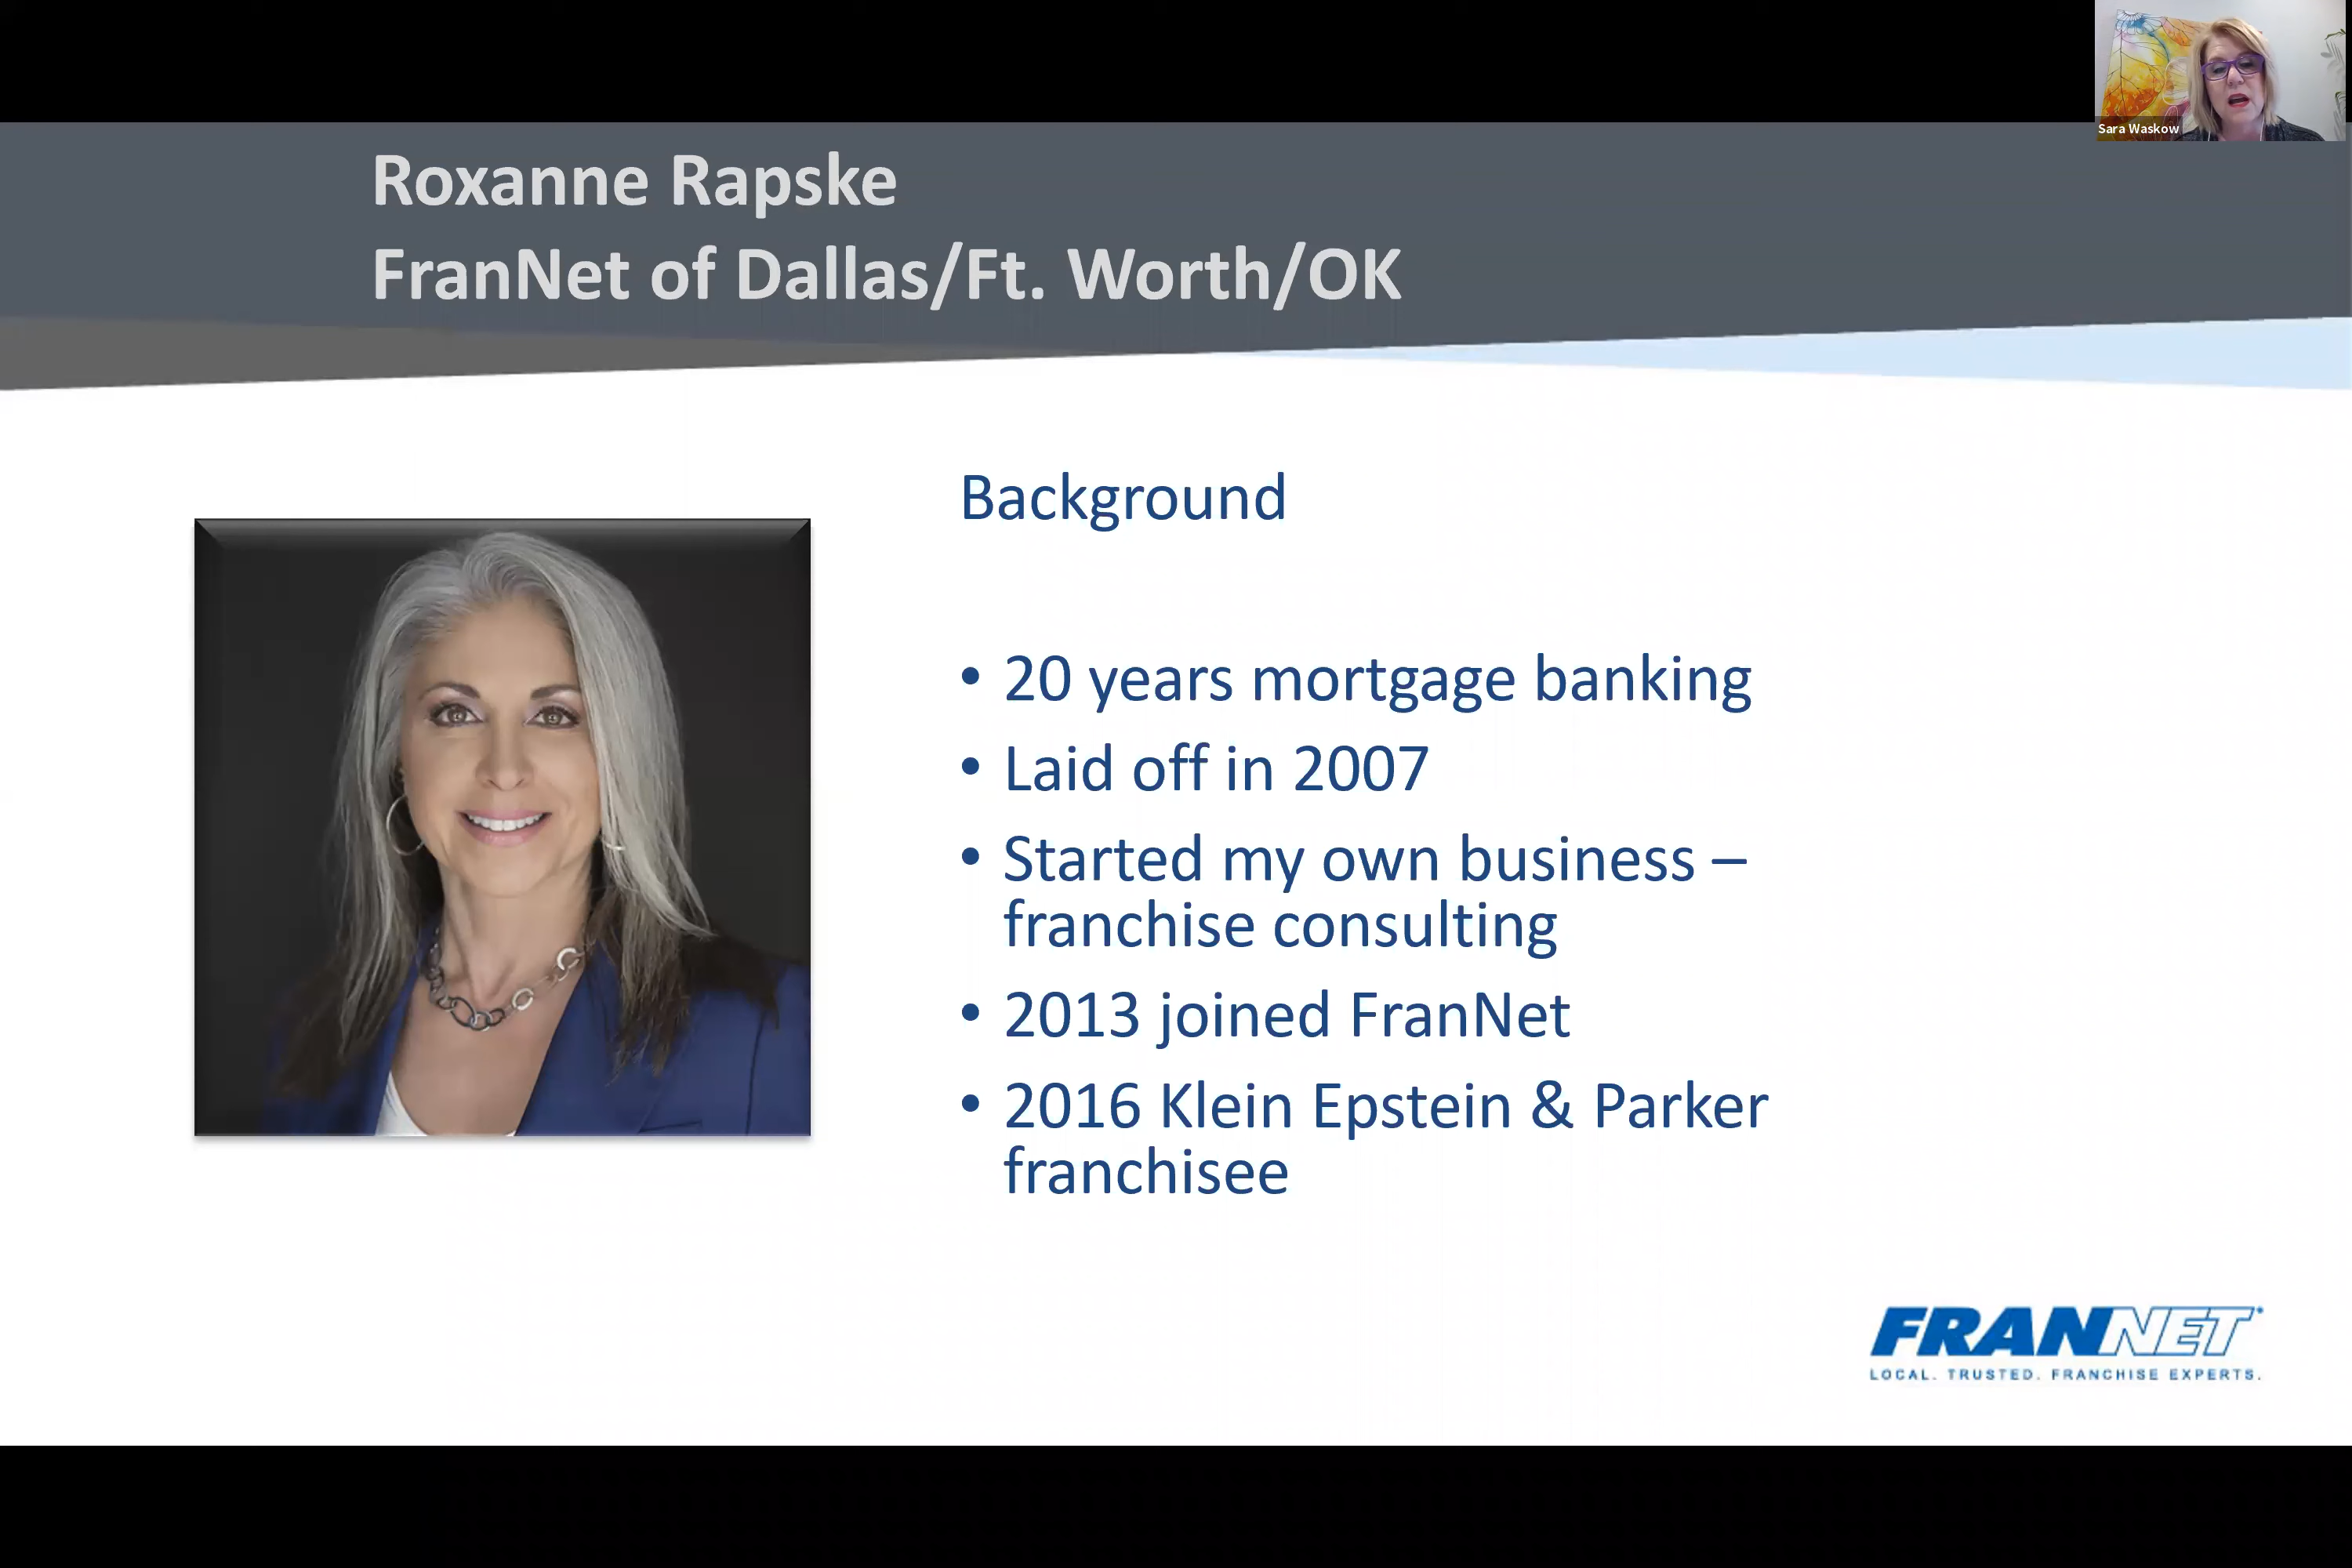 Sara Waskow
Roxanne Rapske
FranNet of Dallas/Ft. Worth/OK
Background
• 20 years mortgage banking
• Laid off in 2007
• Started my own business –
franchise consulting
• 2013 joined FranNet
• 2016 Klein Epstein & Parker
franchisee
FRANNET
LOCAL. TRUSTED. FRANCHISE EXPERTS.